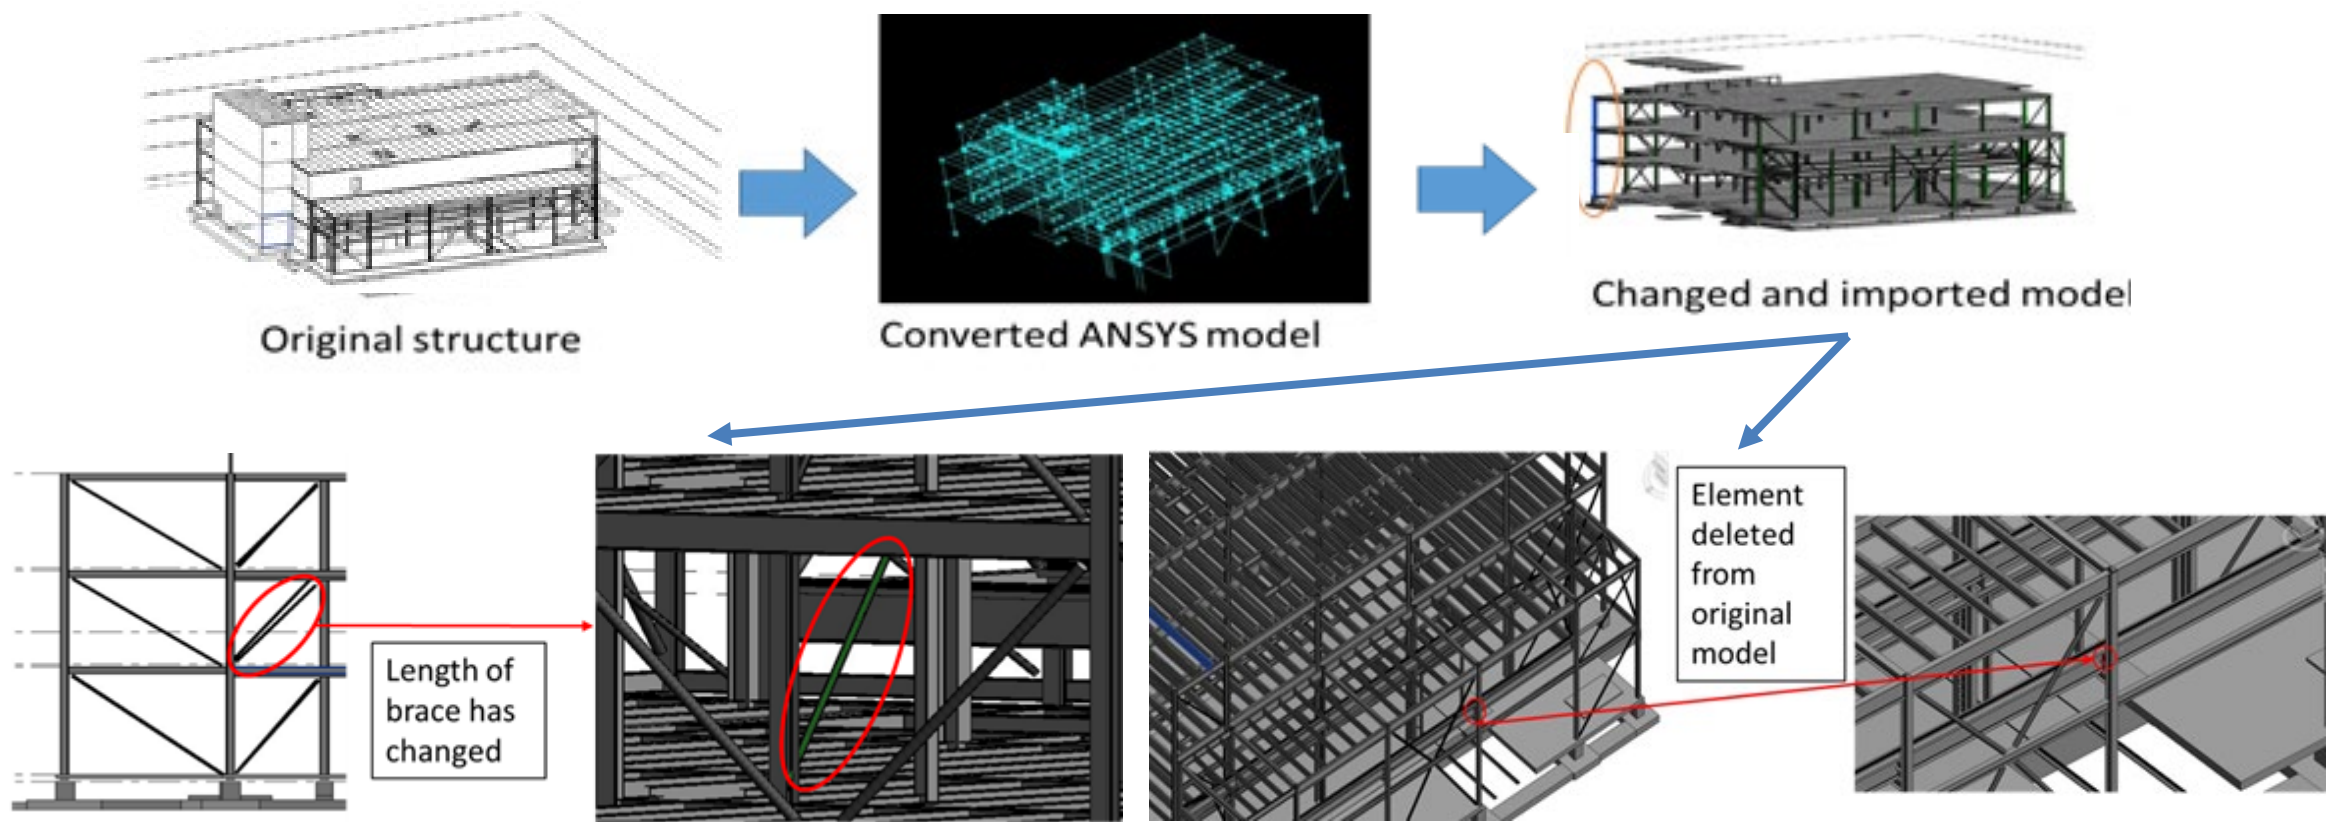 Original structure
Converted ANSYS model
Changed and imported model
Length of
brace has
changed
Element
deleted
from
original
model